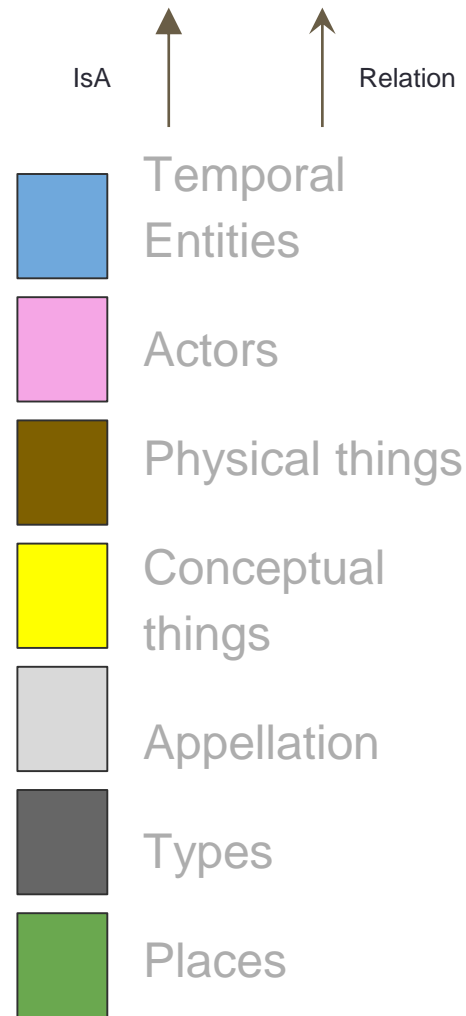 IsA
Relation
Temporal
Entities
Actors
Physical things
Conceptual
things
Appellation
Types
Places